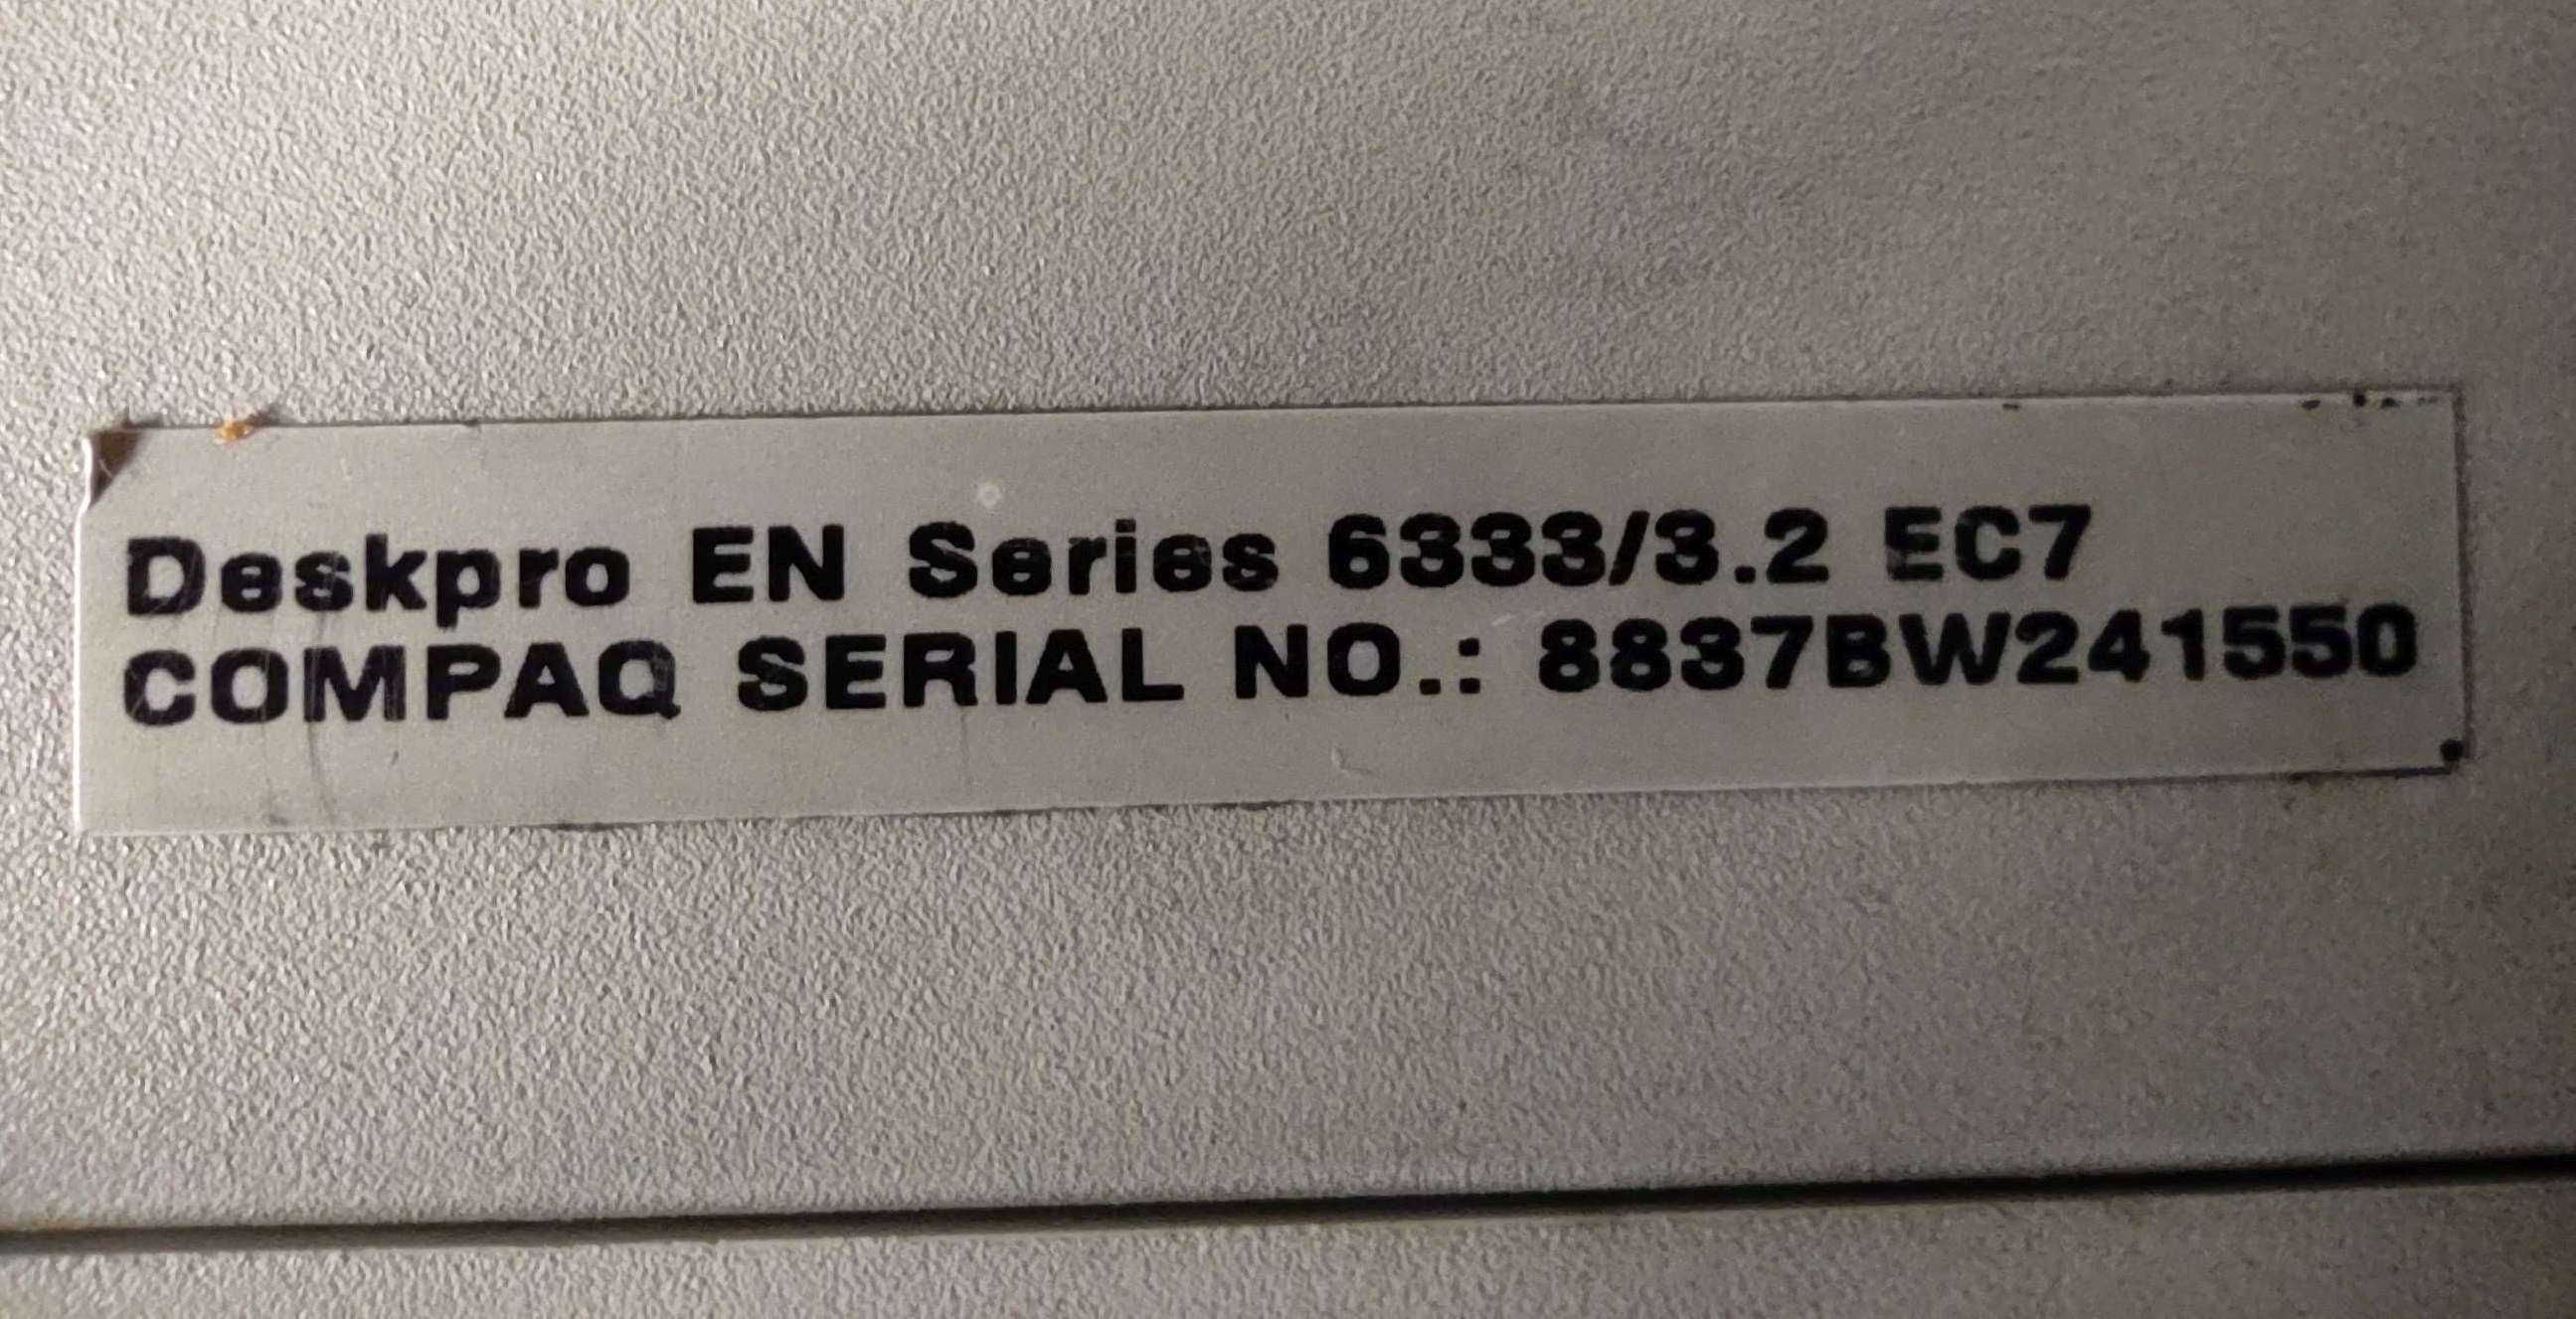 Deskpro EN Series 6333/3.2 EC7
COMPAQ SERIAL NO.: 8837BW241550